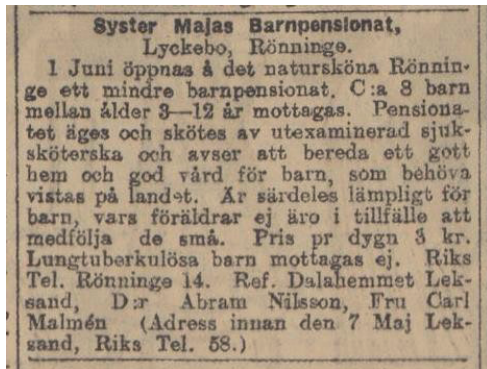 Syster Majas Barnpensionat,
Lyckebo, Rönninge.
1 Juni öppnas å det natursköna Rönnin-
ge ett mindre barnpensionat. C:a 8 barn
mellan ålder 3—12 år mottagas. Pensiona-
tet äges och skötes av utexaminerad sjuk-
sköterska och avser att bereda ett gott
hem och god vård för barn, som behöva
vistas på landet. Är särdeles lämpligt för
barn, vars föräldrar ej äro i tillfälle att
medfölja de små. Pris pr dygn 3 kr.
Lungtuberkulösa barn mottagas ej. Riks
Tel. Rönninge 14. Ref. Dalahemmet Lek-
sand, D:r Abram Nilsson, Fru Carl
Malmén (Adress innan den 7 Maj Lek-
sand, Riks Tel. 58.)